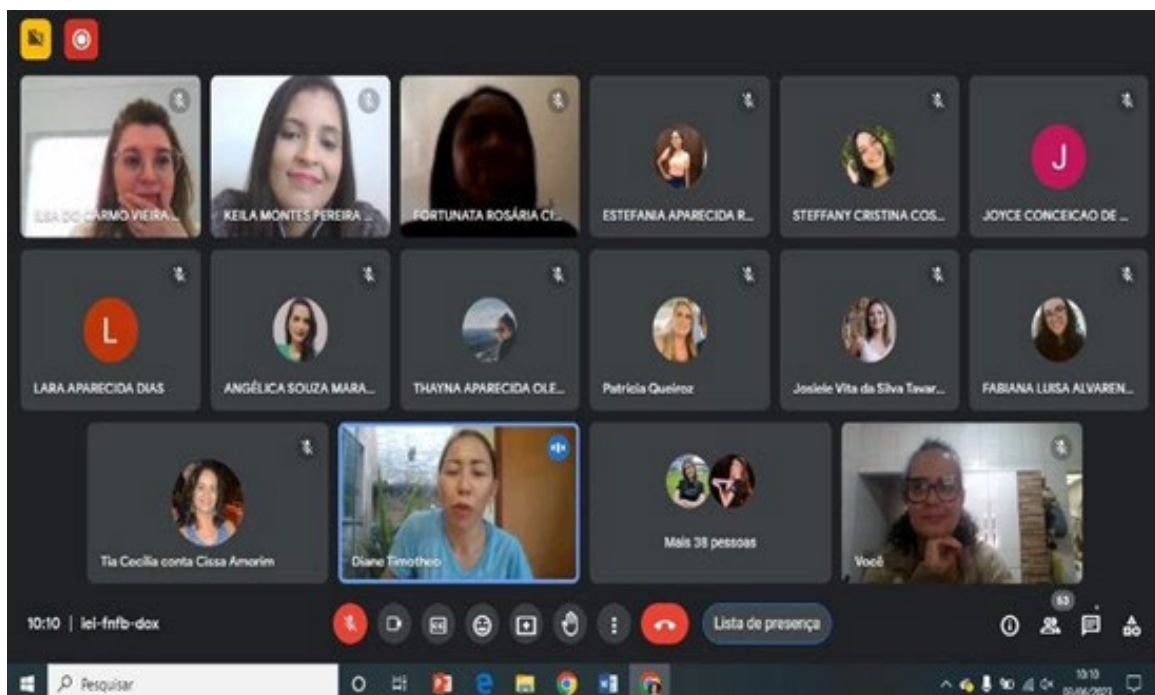 ILSA DO CARMO VIEIRA...
KEILA MONTES PEREIRA ...
FORTUNATA ROSÁRIA CI...
ESTEFANIA APARECIDA R...
STEFFANY CRISTINA COS...
JOYCE CONCEICAO DE ...
J
L
LARA APARECIDA DIAS
ANGÉLICA SOUZA MARA...
THAYNA APARECIDA OLE...
Patricia Queiroz
Josiele Vita da Silva Tavar...
FABIANA LUISA ALVAREN...
Tia Cecília conta Cissa Amorim
Diane Timotheo
Mais 38 pessoas
Você
10:10 | iei-fnfb-dox
Lista de presença
53
Pesquisar
10:10